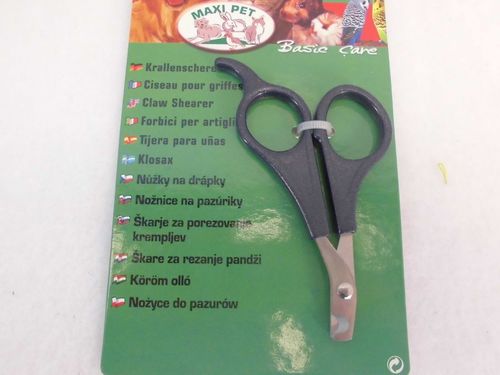 MAXI PET
Basic Care
Krallenschere
Ciseau pour griffes
Claw Shearer
Forbici per artigli
Tijera para uñas
Klosax
Nůžky na drápky
Nožnice na pazúriky
Škarje za porezovanje
krempljev
Škare za rezanje pandži
Köröm olló
Nożyce do pazurów